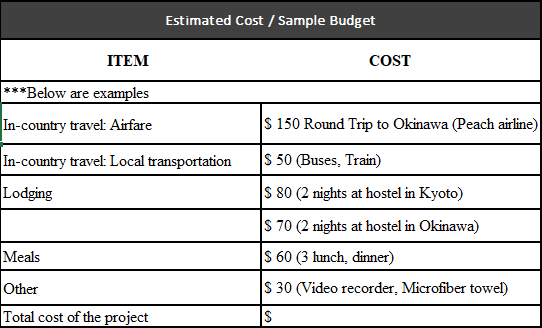 Estimated Cost / Sample Budget
ITEM COST
***Below are examples
In-country travel: Airfare $ 150 Round Trip to Okinawa (Peach airline)
In-country travel: Local transportation $ 50 (Buses, Train)
Lodging $ 80 (2 nights at hostel in Kyoto)
$ 70 (2 nights at hostel in Okinawa)
Meals $ 60 (3 lunch, dinner)
Other $ 30 (Video recorder, Microfiber towel)
Total cost of the project $